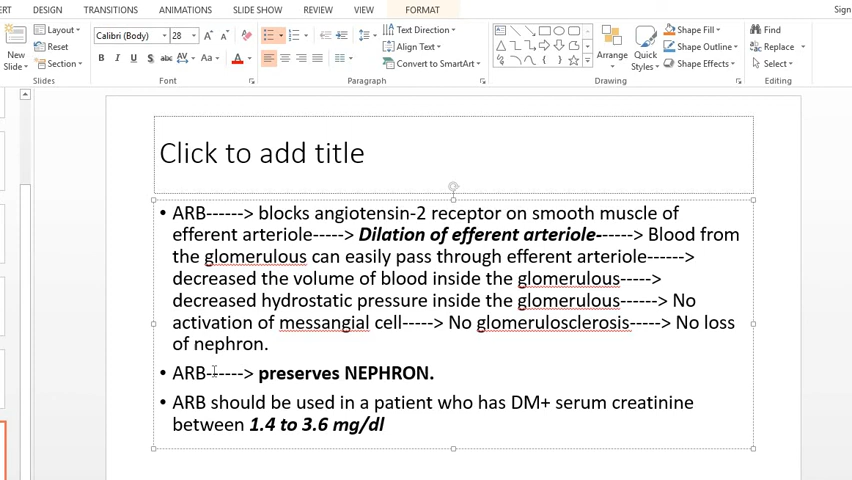 ERT DESIGN TRANSITIONS ANIMATIONS SLIDE SHOW REVIEW VIEW FORMAT Sign
New Slide Layout Reset Section Slides
Calibri (Body) 28
B I U S abc AV Aa A Font
Text Direction
Align Text
Convert to SmartArt
Paragraph
Arrange Quick Styles
Shape Fill
Shape Outline
Shape Effects
Drawing
Find
Replace
Select
Editing
Click to add title
• ARB------> blocks angiotensin-2 receptor on smooth muscle of
efferent arteriole-----> Dilation of efferent arteriole------> Blood from
the glomerulous can easily pass through efferent arteriole------>
decreased the volume of blood inside the glomerulous----->
decreased hydrostatic pressure inside the glomerulous------> No
activation of messangial cell-----> No glomerulosclerosis-----> No loss
of nephron.
• ARB------> preserves NEPHRON.
• ARB should be used in a patient who has DM+ serum creatinine
between 1.4 to 3.6 mg/dl